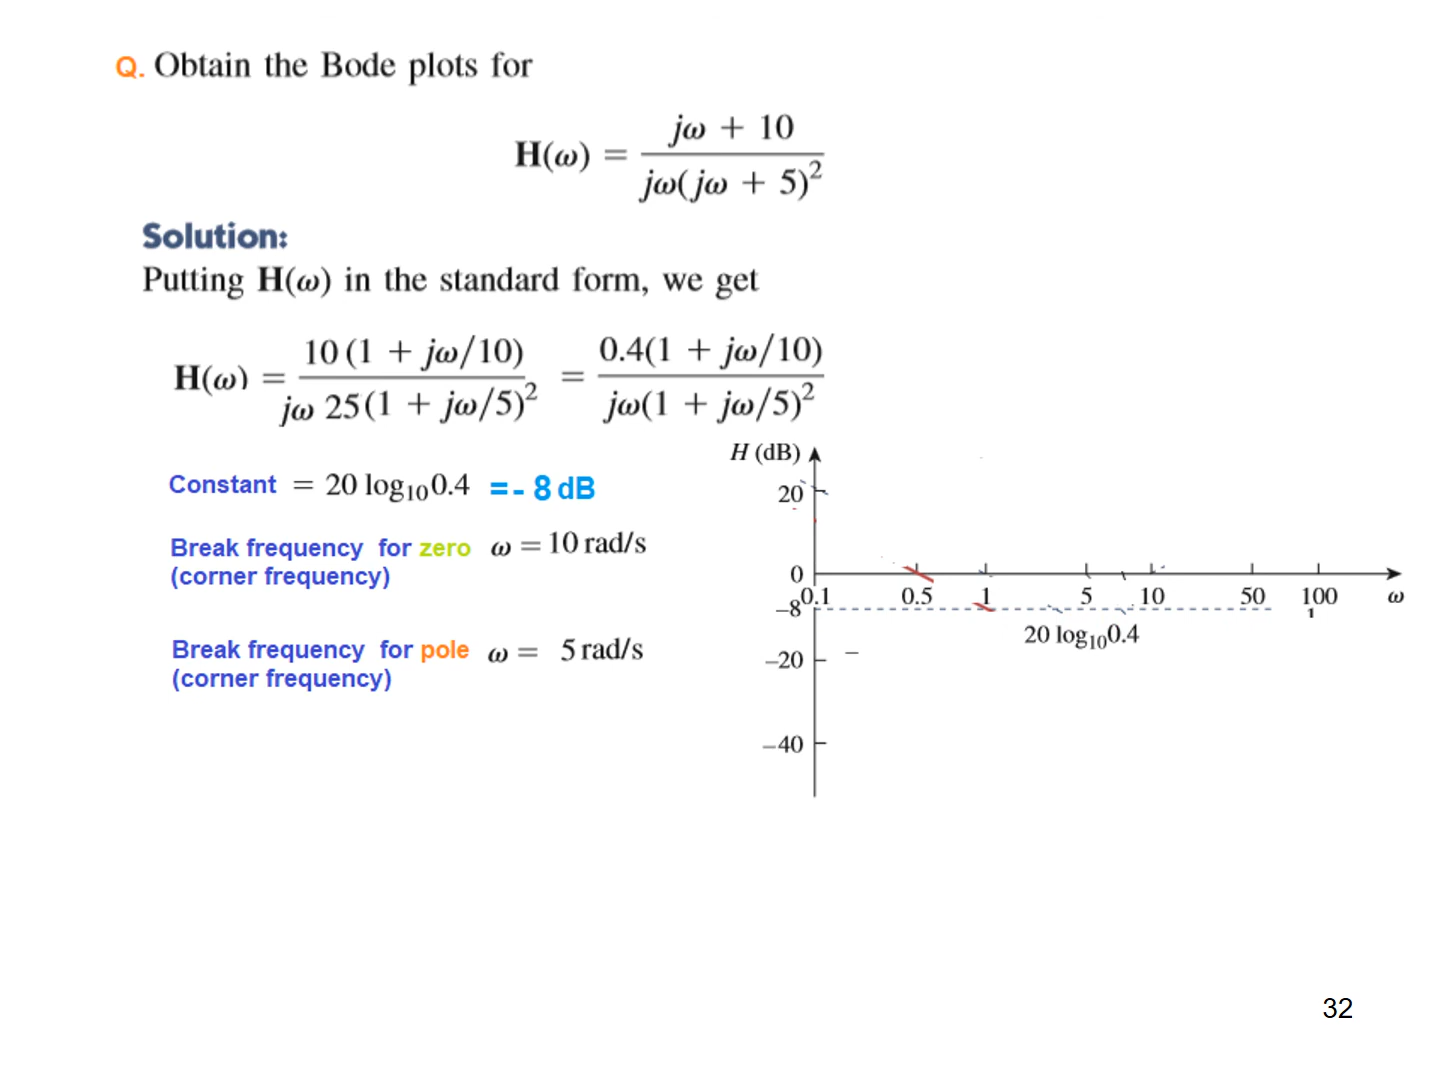 Q. Obtain the Bode plots for
H(ω) = (jω + 10) / (jω(jω + 5)²)
Solution:
Putting H(ω) in the standard form, we get
H(ω) = 10 (1 + jω/10) / (jω 25(1 + jω/5)²) = 0.4(1 + jω/10) / (jω(1 + jω/5)²)
Constant = 20 log₁₀0.4 = - 8 dB
Break frequency for zero ω = 10 rad/s
(corner frequency)
Break frequency for pole ω = 5 rad/s
(corner frequency)
H (dB)
20
0
0.1 0.5 1 5 10 50 100 ω
–8
20 log₁₀0.4
–20
–40
32